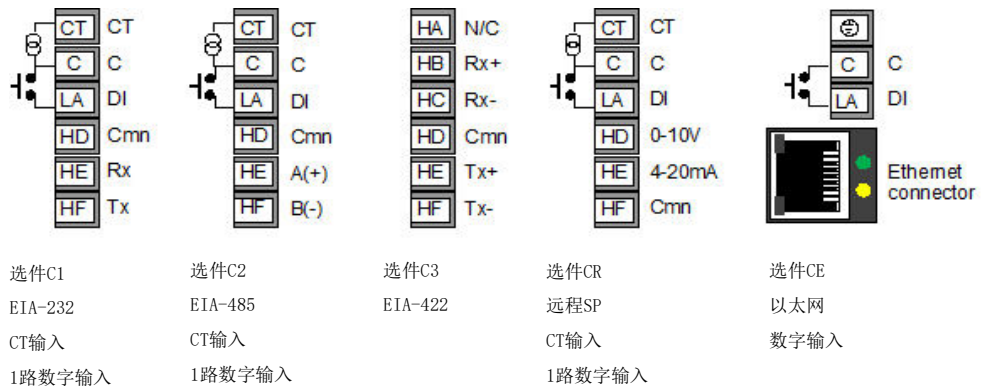 CT CT
C C
LA DI
HD Cmn
HE Rx
HF Tx
选件C1
EIA-232
CT输入
1路数字输入
CT CT
C C
LA DI
HD Cmn
HE A(+)
HF B(-)
选件C2
EIA-485
CT输入
1路数字输入
HA N/C
HB Rx+
HC Rx-
HD Cmn
HE Tx+
HF Tx-
选件C3
EIA-422
CT CT
C C
LA DI
HD 0-10V
HE 4-20mA
HF Cmn
选件CR
远程SP
CT输入
1路数字输入
C C
LA DI
Ethernet
connector
选件CE
以太网
数字输入